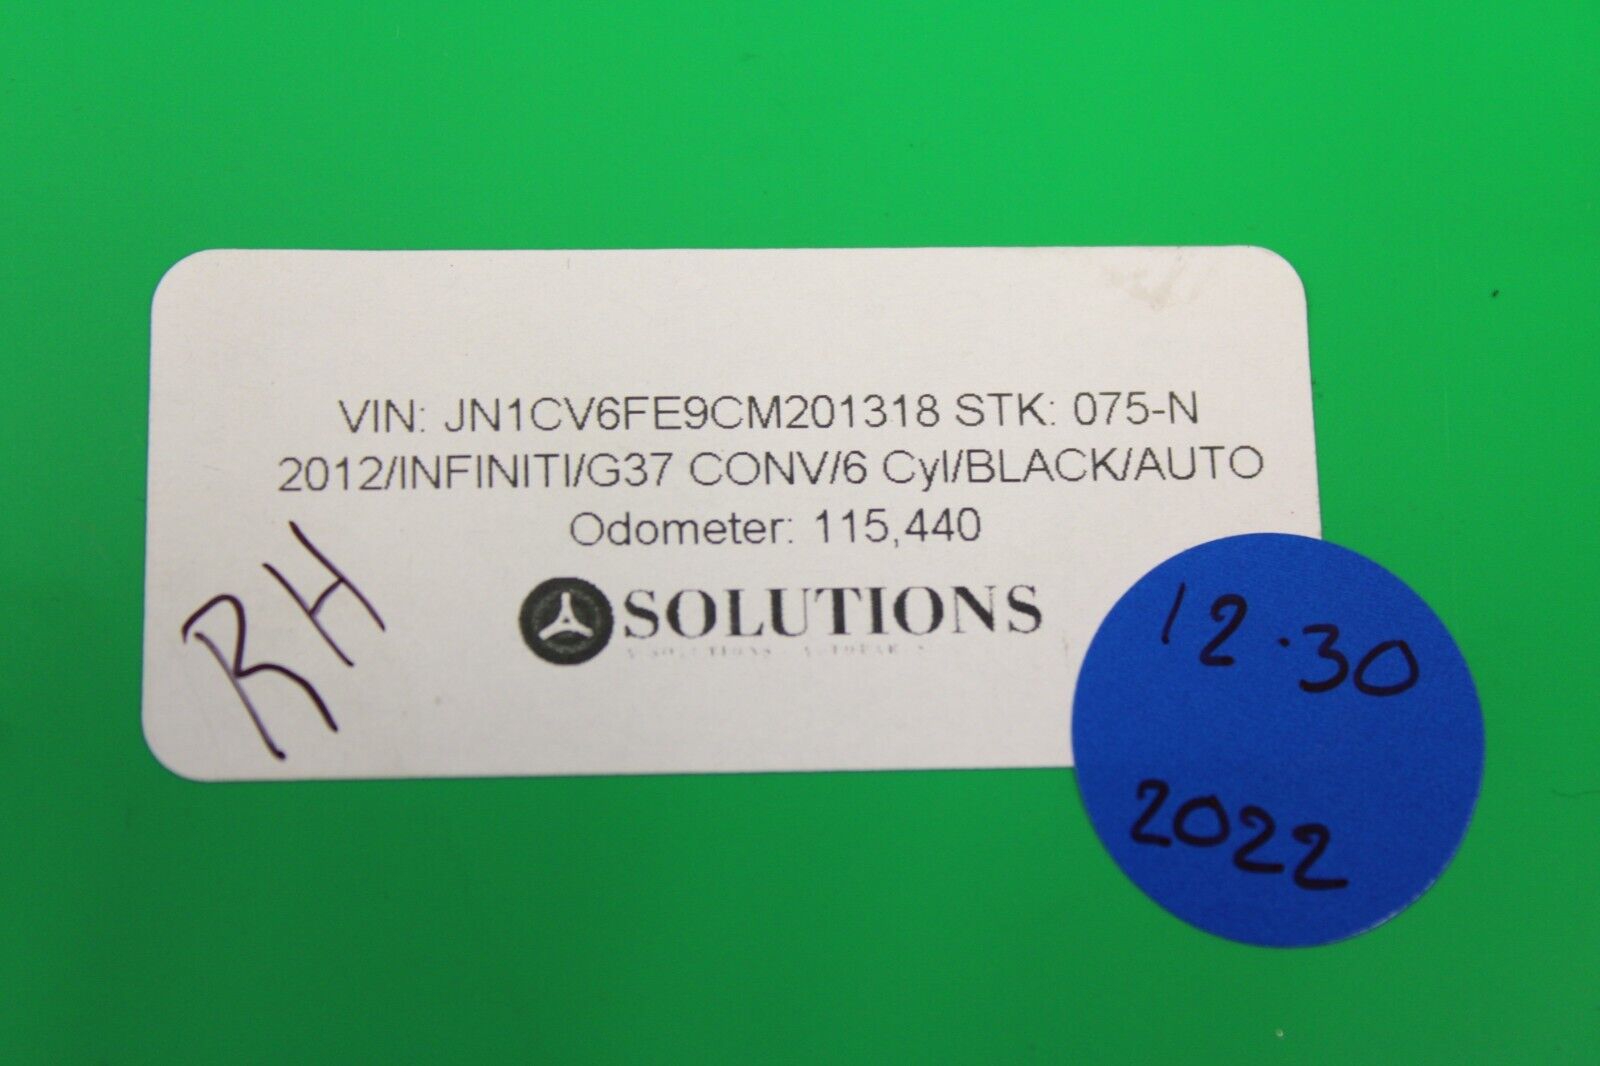 VIN: JN1CV6FE9CM201318 STK: 075-N
2012/INFINITI/G37 CONV/6 Cyl/BLACK/AUTO
Odometer: 115,440
SOLUTIONS
RH
12.30
2022